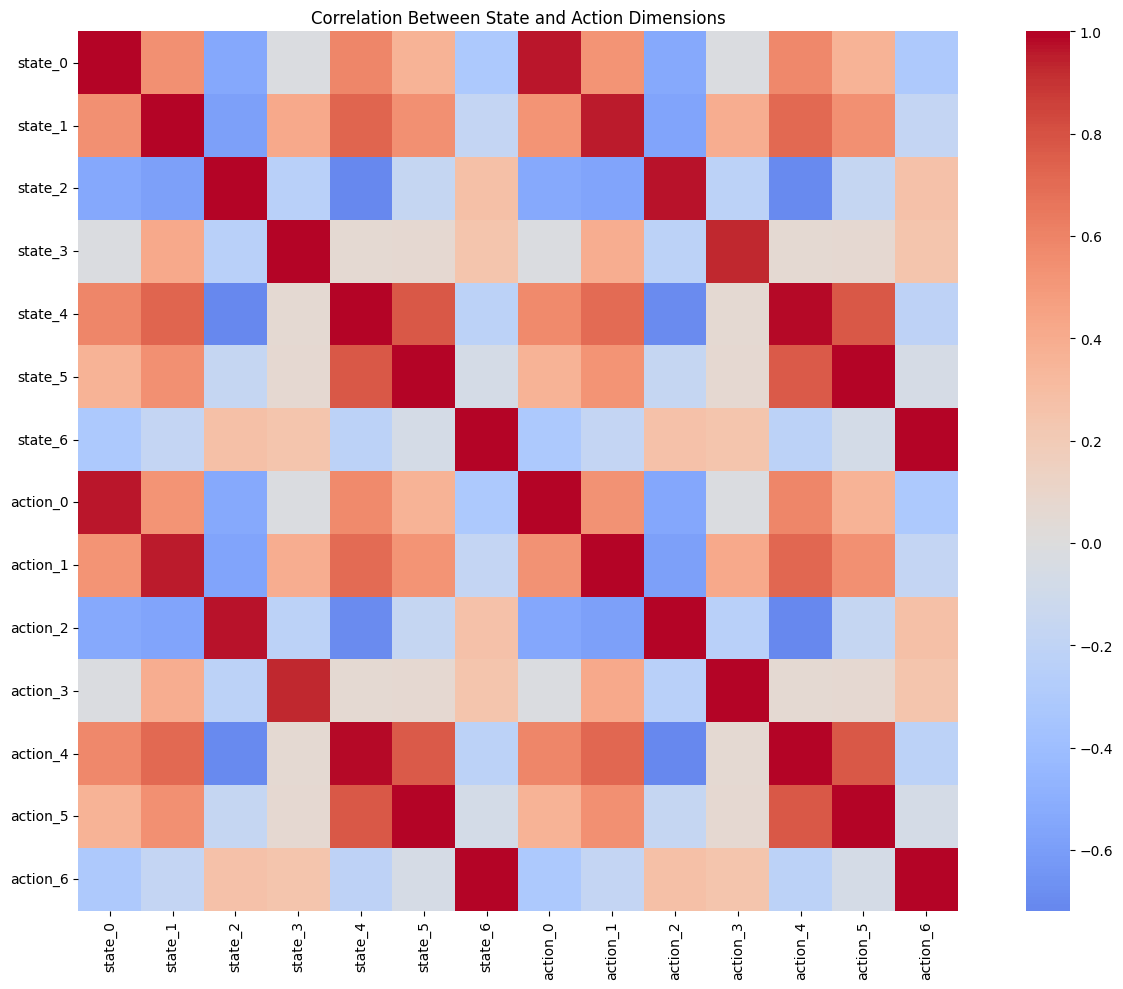 Correlation Between State and Action Dimensions
state_0
state_1
state_2
state_3
state_4
state_5
state_6
action_0
action_1
action_2
action_3
action_4
action_5
action_6
state_0
state_1
state_2
state_3
state_4
state_5
state_6
action_0
action_1
action_2
action_3
action_4
action_5
action_6
1.0
0.8
0.6
0.4
0.2
0.0
−0.2
−0.4
−0.6